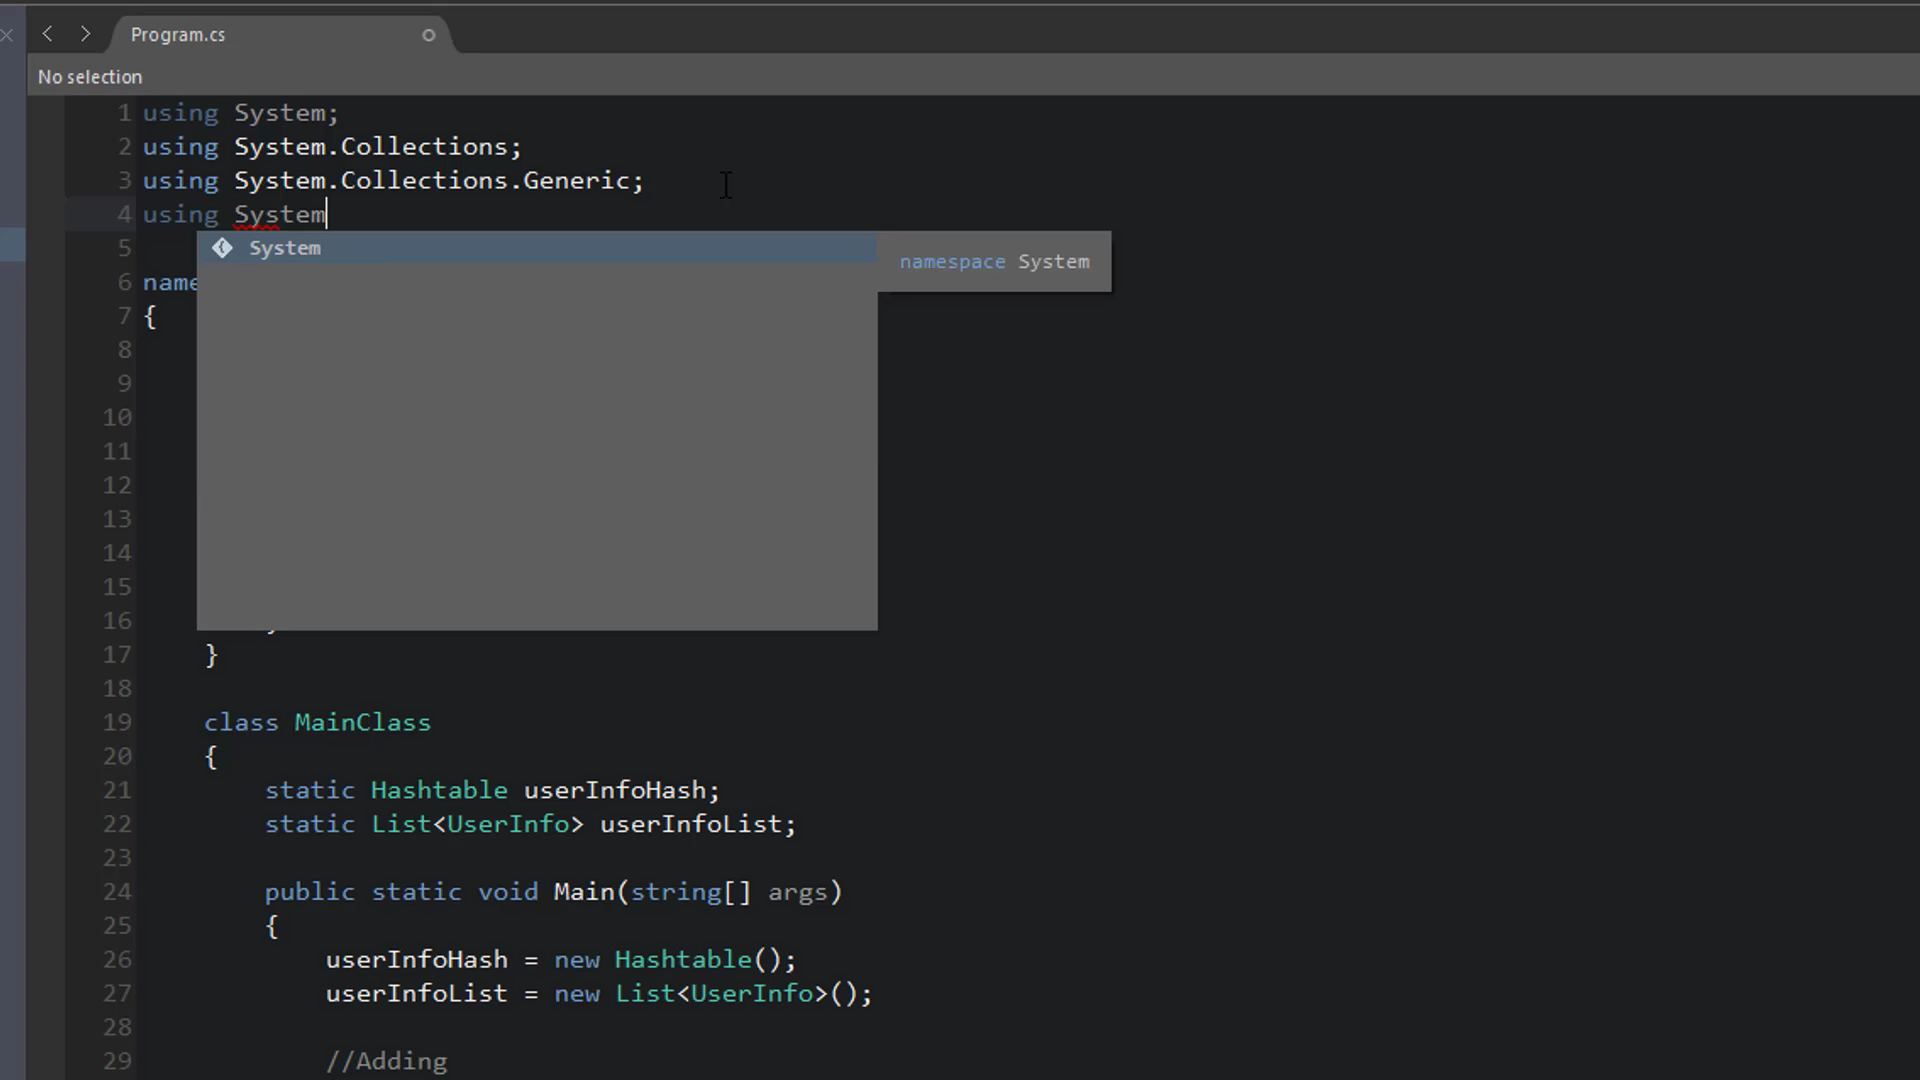 Program.cs
No selection
1 using System;
2 using System.Collections;
3 using System.Collections.Generic;
4 using System
5 System
namespace System
6 name
7 {
8
9
10
11
12
13
14
15
16
17 }
18
19 class MainClass
20 {
21 static Hashtable userInfoHash;
22 static List<UserInfo> userInfoList;
23
24 public static void Main(string[] args)
25 {
26 userInfoHash = new Hashtable();
27 userInfoList = new List<UserInfo>();
28
29 //Adding